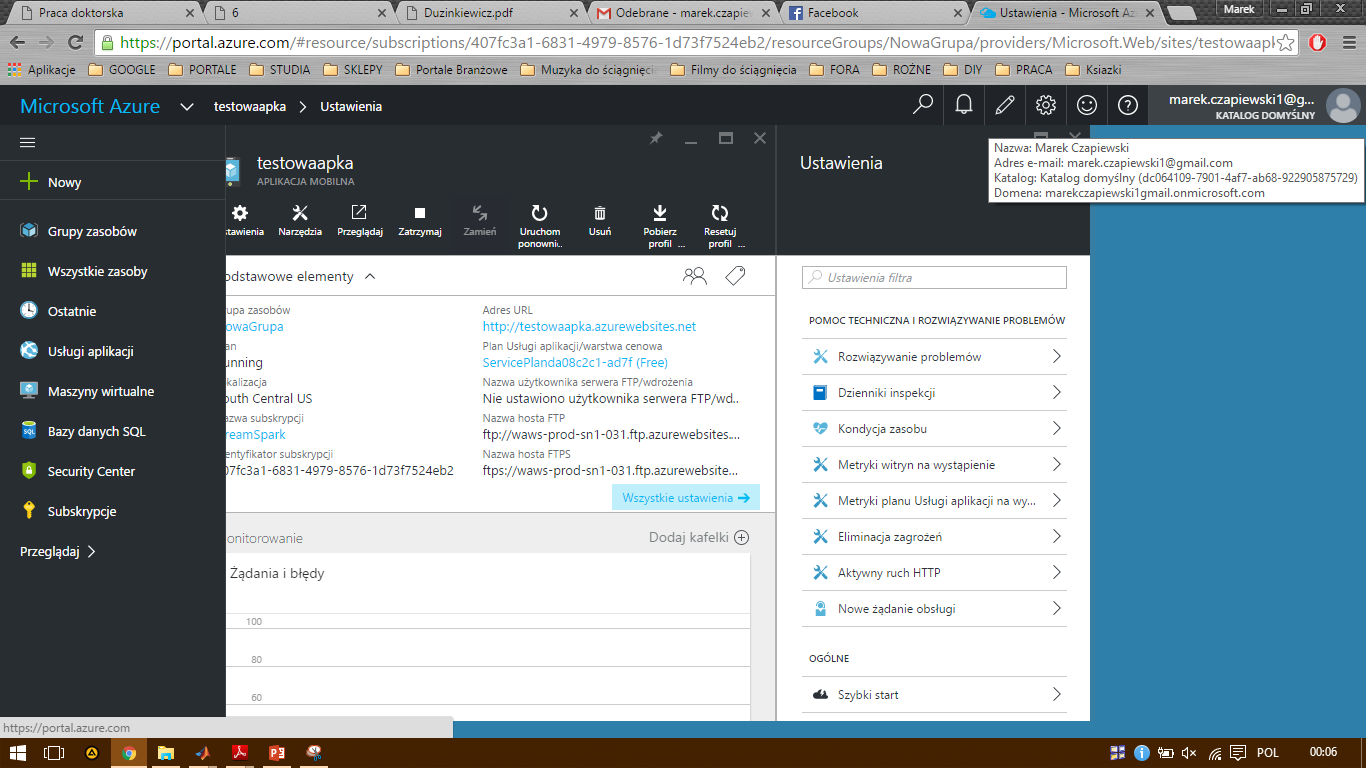 Praca doktorska
6
Duzinkiewicz.pdf
Odebrane - marek.czapiew
Facebook
Ustawienia - Microsoft Az
Marek
https://portal.azure.com/#resource/subscriptions/407fc3a1-6831-4979-8576-1d73f7524eb2/resourceGroups/NowaGrupa/providers/Microsoft.Web/sites/testowaapk
Aplikacje
GOOGLE
PORTALE
STUDIA
SKLEPY
Portale Branżowe
Muzyka do ściągnięci
Filmy do ściągnięcia
FORA
ROŻNE
DIY
PRACA
Ksiazki
Microsoft Azure
testowaapka
Ustawienia
marek.czapiewski1@g...
KATALOG DOMYŚLNY
Nazwa: Marek Czapiewski
Adres e-mail: marek.czapiewski1@gmail.com
Katalog: Katalog domyślny (dc064109-7901-4af7-ab68-922905875729)
Domena: marekczapiewski1gmail.onmicrosoft.com
Nowy
Grupy zasobów
Wszystkie zasoby
Ostatnie
Usługi aplikacji
Maszyny wirtualne
Bazy danych SQL
Security Center
Subskrypcje
Przeglądaj
testowaapka
APLIKACJA MOBILNA
stawienia
Narzędzia
Przeglądaj
Zatrzymaj
Zamień
Uruchom
ponowni..
Usuń
Pobierz
profil ...
Resetuj
profil ...
odstawowe elementy
rupa zasobów
owaGrupa
an
unning
okalizacja
outh Central US
azwa subskrypcji
reamSpark
entyfikator subskrypcji
07fc3a1-6831-4979-8576-1d73f7524eb2
Adres URL
http://testowaapka.azurewebsites.net
Plan Usługi aplikacji/warstwa cenowa
ServicePlanda08c2c1-ad7f (Free)
Nazwa użytkownika serwera FTP/wdrożenia
Nie ustawiono użytkownika serwera FTP/wd..
Nazwa hosta FTP
ftp://waws-prod-sn1-031.ftp.azurewebsites....
Nazwa hosta FTPS
ftps://waws-prod-sn1-031.ftp.azurewebsite...
Wszystkie ustawienia
onitorowanie
Dodaj kafelki
Żądania i błędy
100
80
60
Ustawienia
Ustawienia filtra
POMOC TECHNICZNA I ROZWIĄZYWANIE PROBLEMÓW
Rozwiązywanie problemów
Dzienniki inspekcji
Kondycja zasobu
Metryki witryn na wystąpienie
Metryki planu Usługi aplikacji na wy...
Eliminacja zagrożeń
Aktywny ruch HTTP
Nowe żądanie obsługi
OGÓLNE
Szybki start
https://portal.azure.com
POL
00:06